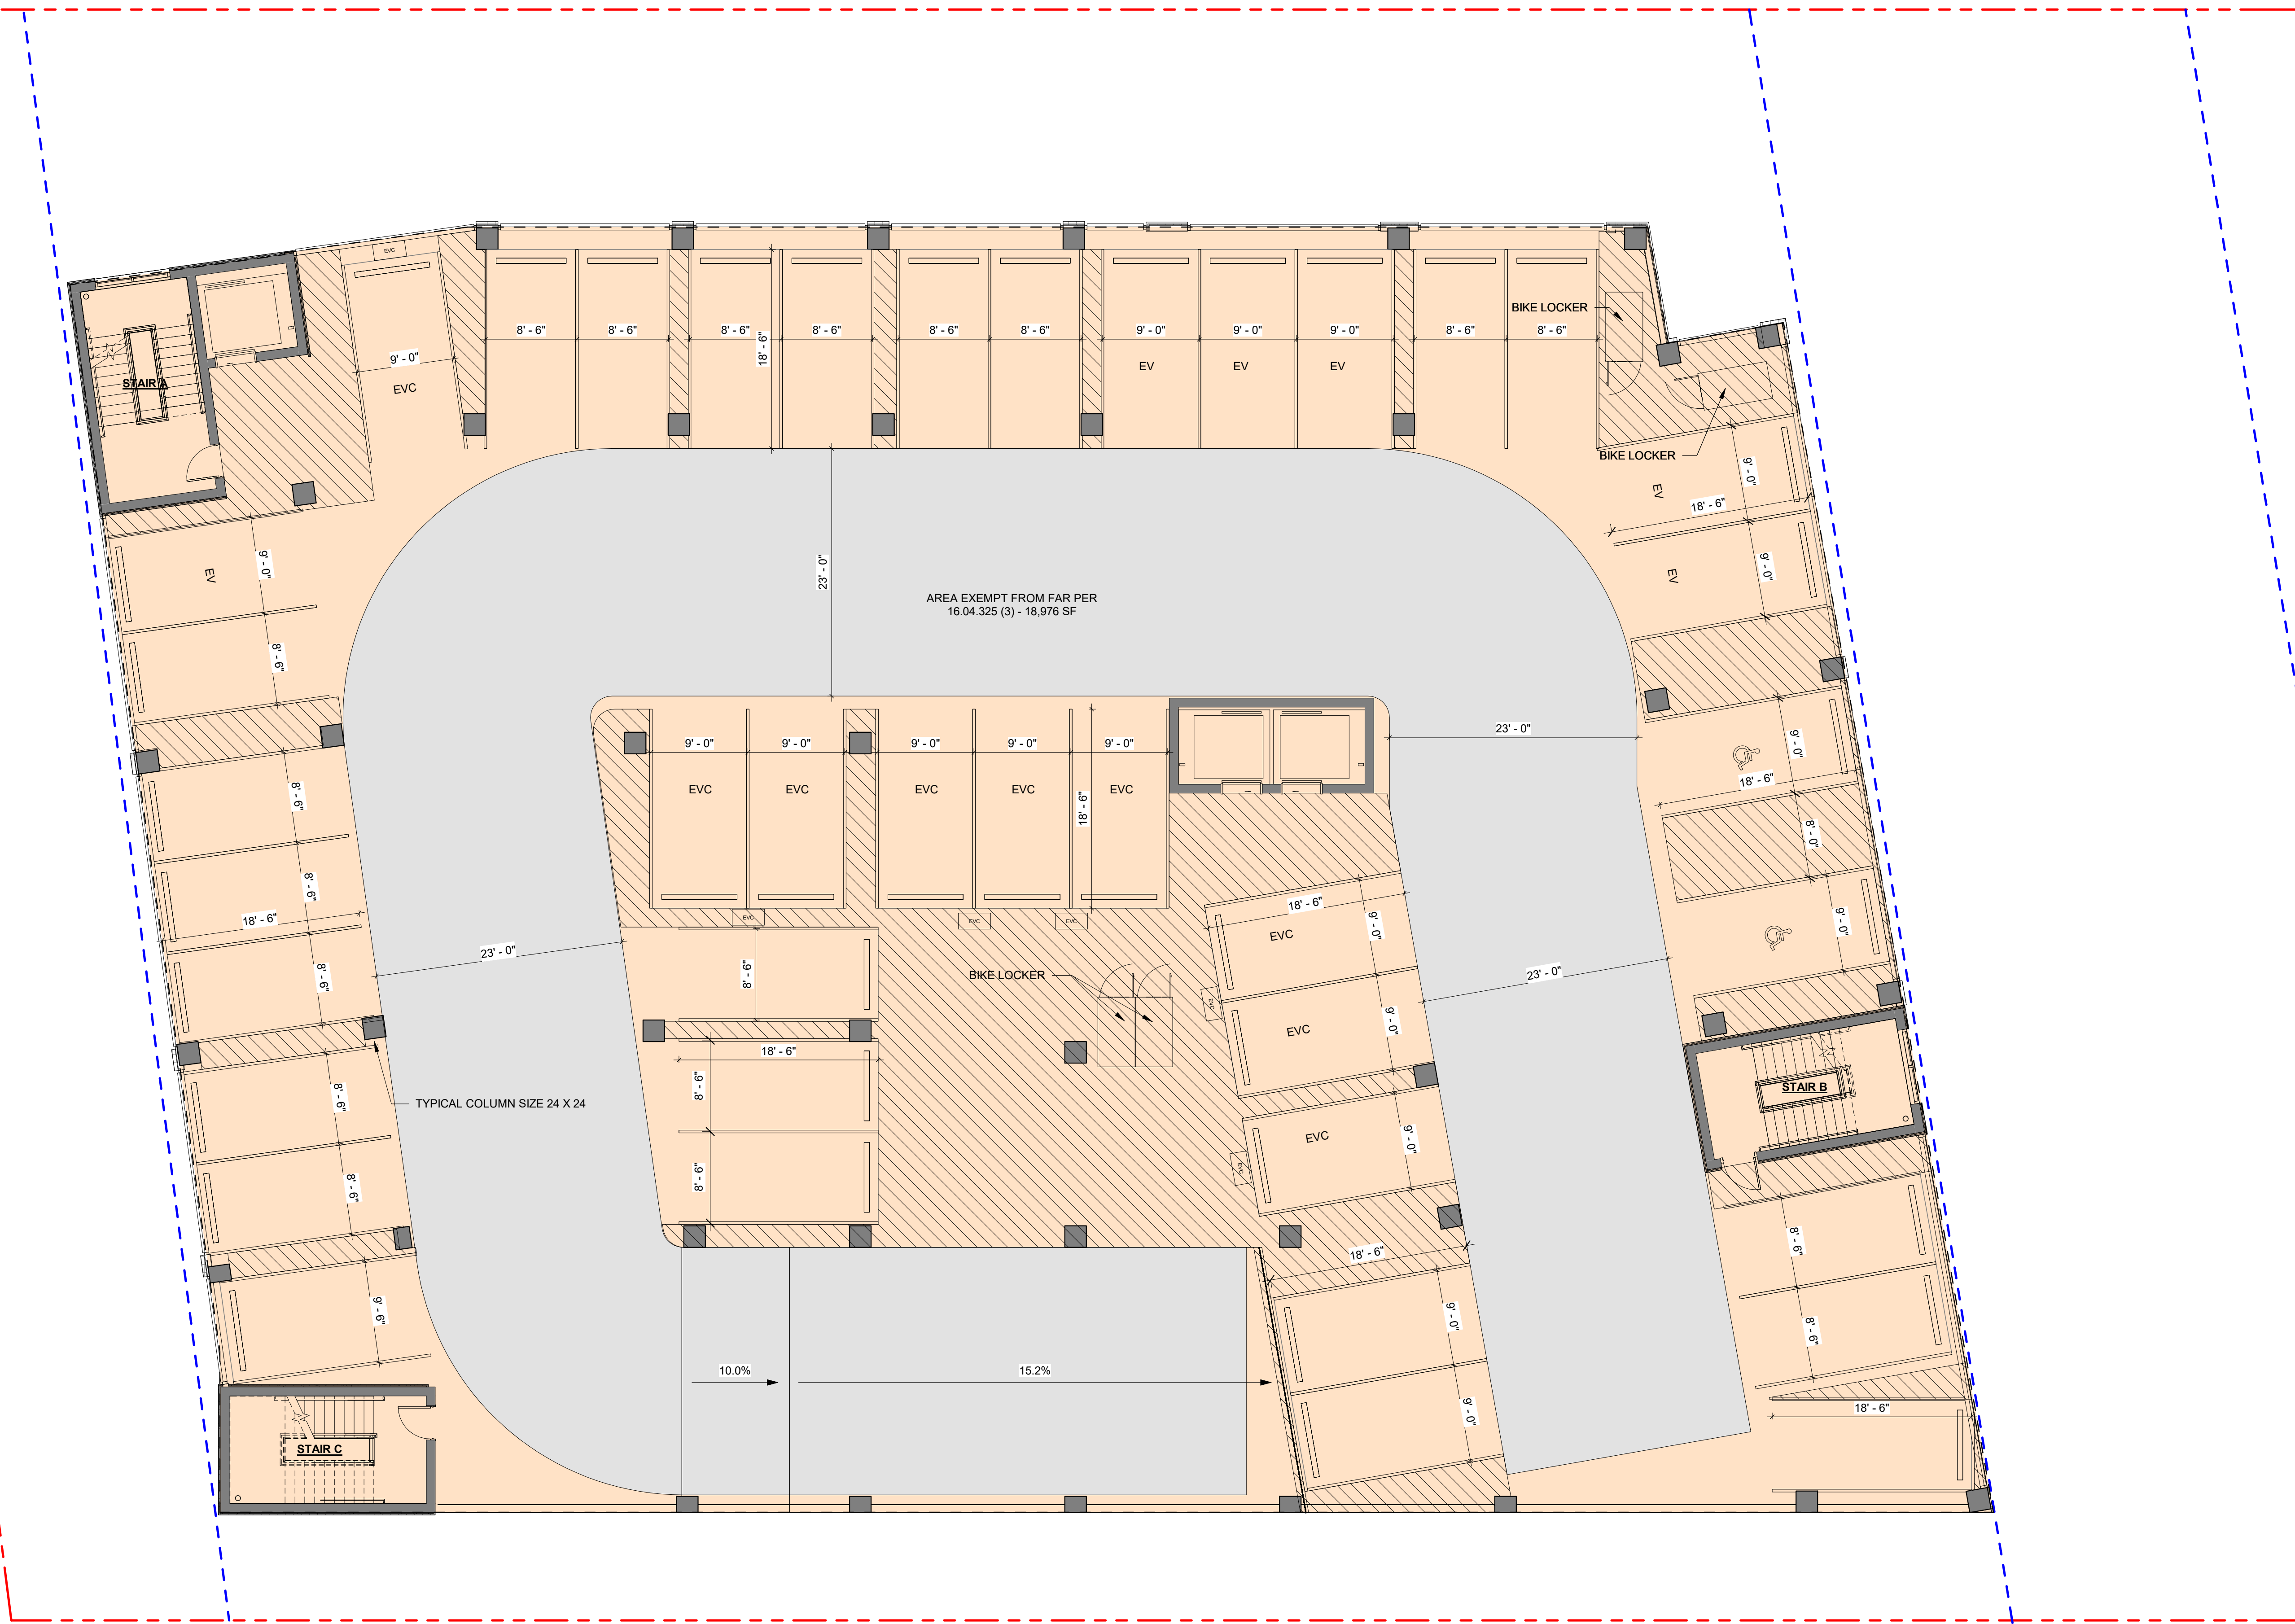 EVC
STAIR A
9' - 0"
EVC
8' - 6"
8' - 6"
8' - 6"
18' - 6"
8' - 6"
8' - 6"
8' - 6"
9' - 0"
9' - 0"
9' - 0"
8' - 6"
8' - 6"
EV
EV
EV
BIKE LOCKER
BIKE LOCKER
9' - 0"
EV
18' - 6"
9' - 0"
EV
9' - 0"
EV
8' - 6"
23' - 0"
AREA EXEMPT FROM FAR PER
16.04.325 (3) - 18,976 SF
23' - 0"
9' - 0"
18' - 6"
8' - 0"
9' - 0"
9' - 0"
9' - 0"
9' - 0"
9' - 0"
9' - 0"
EVC
EVC
EVC
EVC
EVC
18' - 6"
EVC
EVC
EVC
8' - 6"
8' - 6"
18' - 6"
8' - 6"
23' - 0"
8' - 6"
BIKE LOCKER
18' - 6"
9' - 0"
EVC
EVC
9' - 0"
EVC
23' - 0"
8' - 6"
18' - 6"
8' - 6"
TYPICAL COLUMN SIZE 24 X 24
8' - 6"
8' - 6"
EVC
9' - 0"
EVC
STAIR B
18' - 6"
9' - 0"
9' - 0"
8' - 6"
8' - 6"
18' - 6"
9' - 6"
10.0%
15.2%
STAIR C